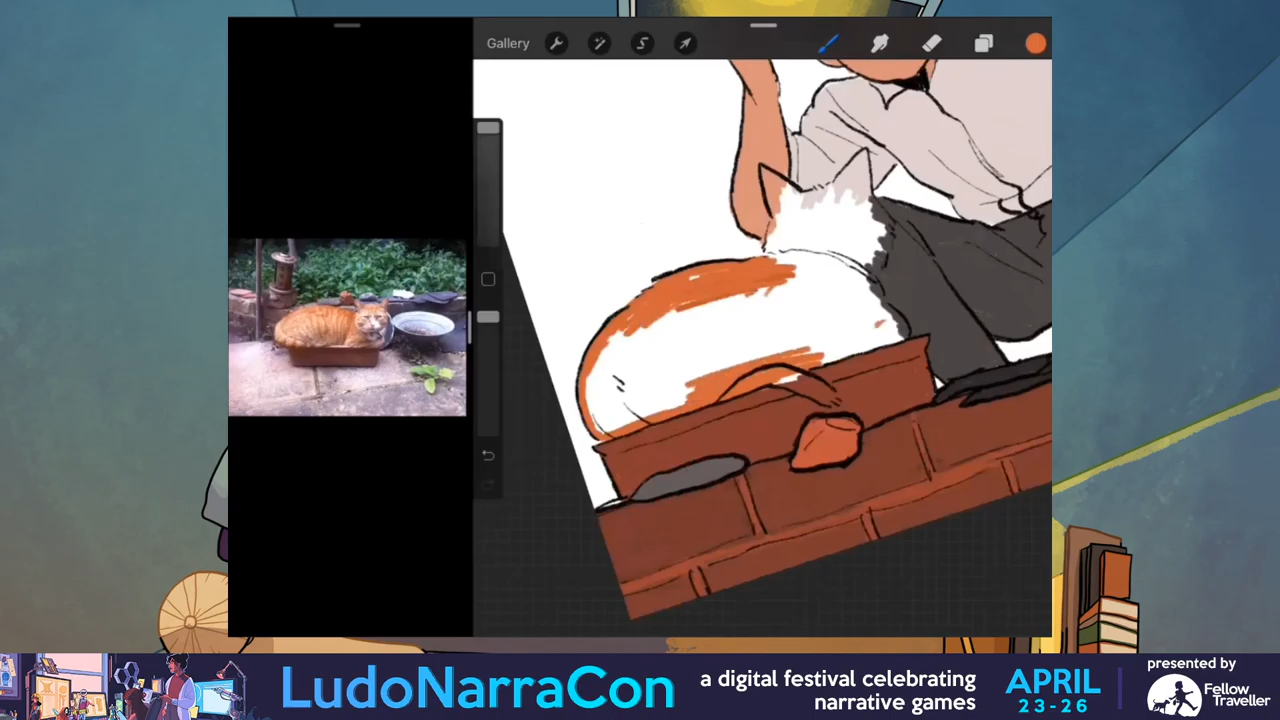 Gallery
LudoNarraCon
a digital festival celebrating
narrative games
APRIL
23-26
presented by
Fellow
Traveller